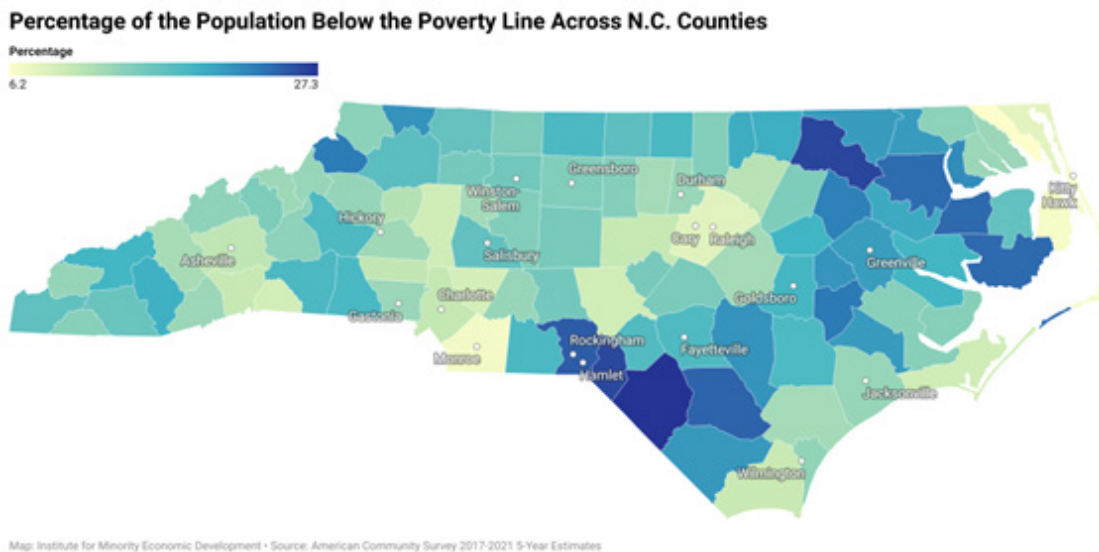 Percentage of the Population Below the Poverty Line Across N.C. Counties
Percentage
6.2 27.3
Greensboro
Durham
Winston-
Salem
Kitty
Hawk
Hickory
Cary Raleigh
Salisbury
Asheville
Greenville
Charlotte
Goldsboro
Gastonia
Rockingham
Fayetteville
Monroe
Hamlet
Jacksonville
Wilmington
Map: Institute for Minority Economic Development • Source: American Community Survey 2017-2021 5-Year Estimates